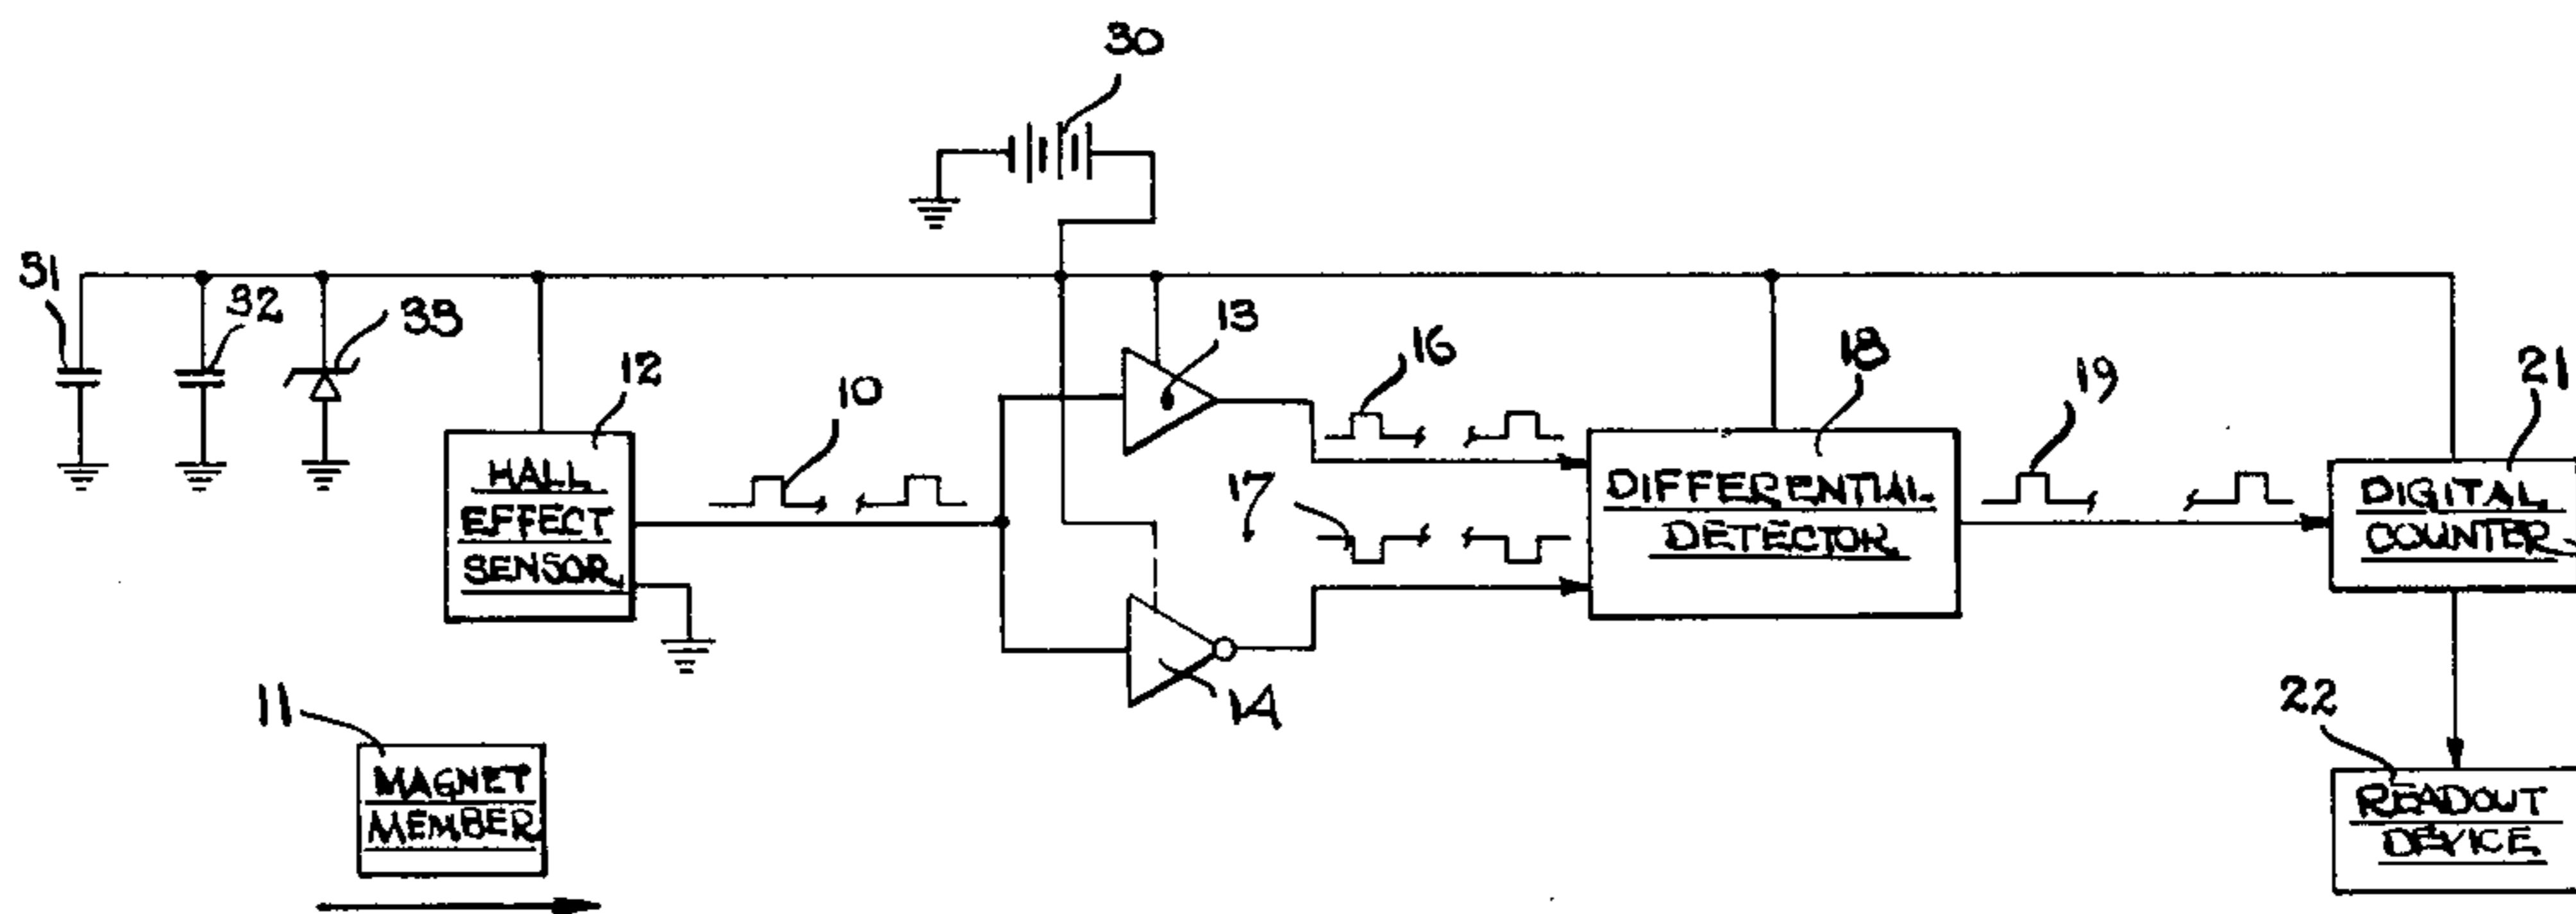 30
31
32
33
12
10
13
16
18
19
21
HALL
EFFECT
SENSOR
17
DIFFERENTIAL
DETECTOR
DIGITAL
COUNTER
14
11
MAGNET
MEMBER
22
READOUT
DEVICE